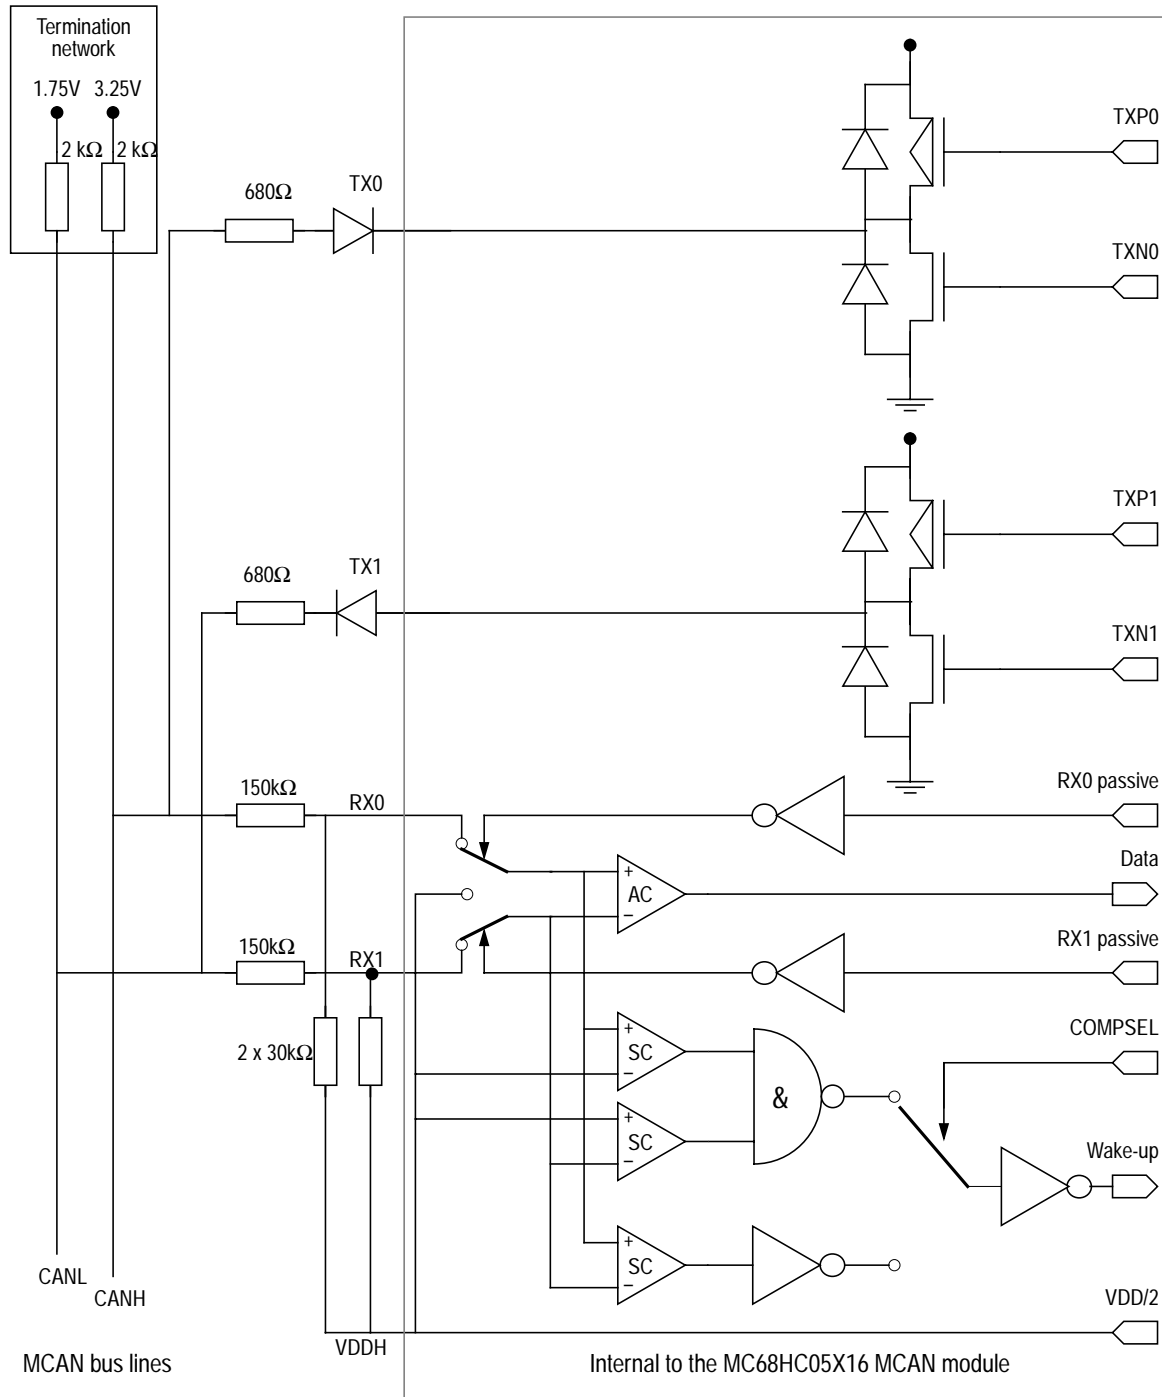 Termination
network
1.75V 3.25V
2 kΩ 2 kΩ
TXP0
680Ω
TX0
TXN0
TXP1
680Ω
TX1
TXN1
150kΩ
RX0
RX0 passive
+
AC
−
Data
150kΩ
RX1
RX1 passive
2 x 30kΩ
+
SC
−
COMPSEL
&
+
SC
−
Wake-up
+
SC
−
CANL
CANH
VDD/2
VDDH
MCAN bus lines
Internal to the MC68HC05X16 MCAN module